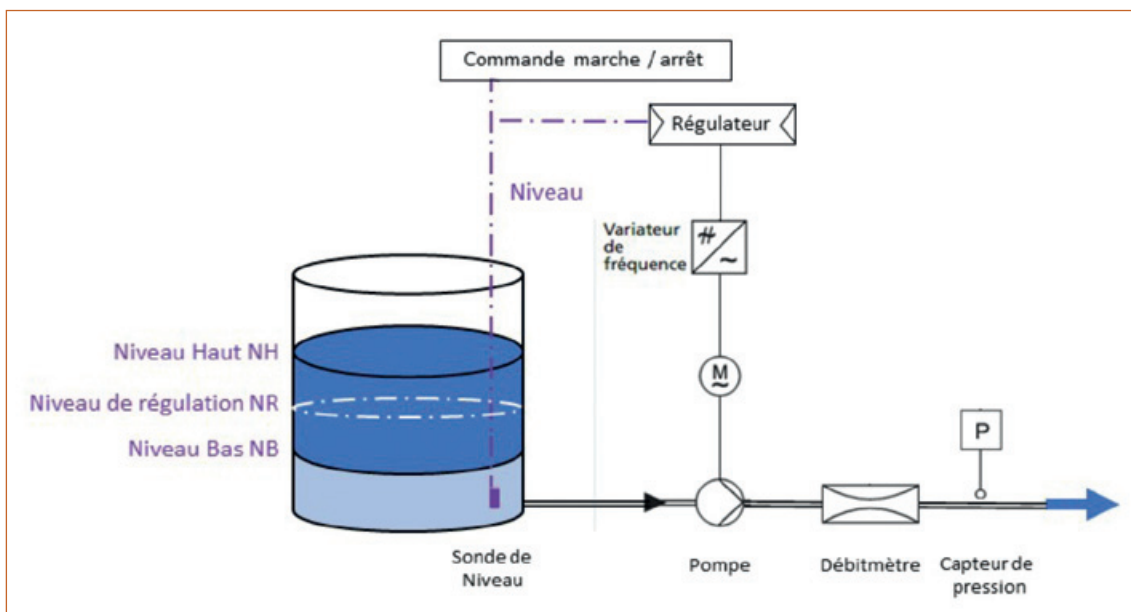 Commande marche / arrêt
Régulateur
Niveau
Variateur
de
fréquence
Niveau Haut NH
M
Niveau de régulation NR
Niveau Bas NB
P
Sonde de
Niveau
Pompe
Débitmètre
Capteur de
pression